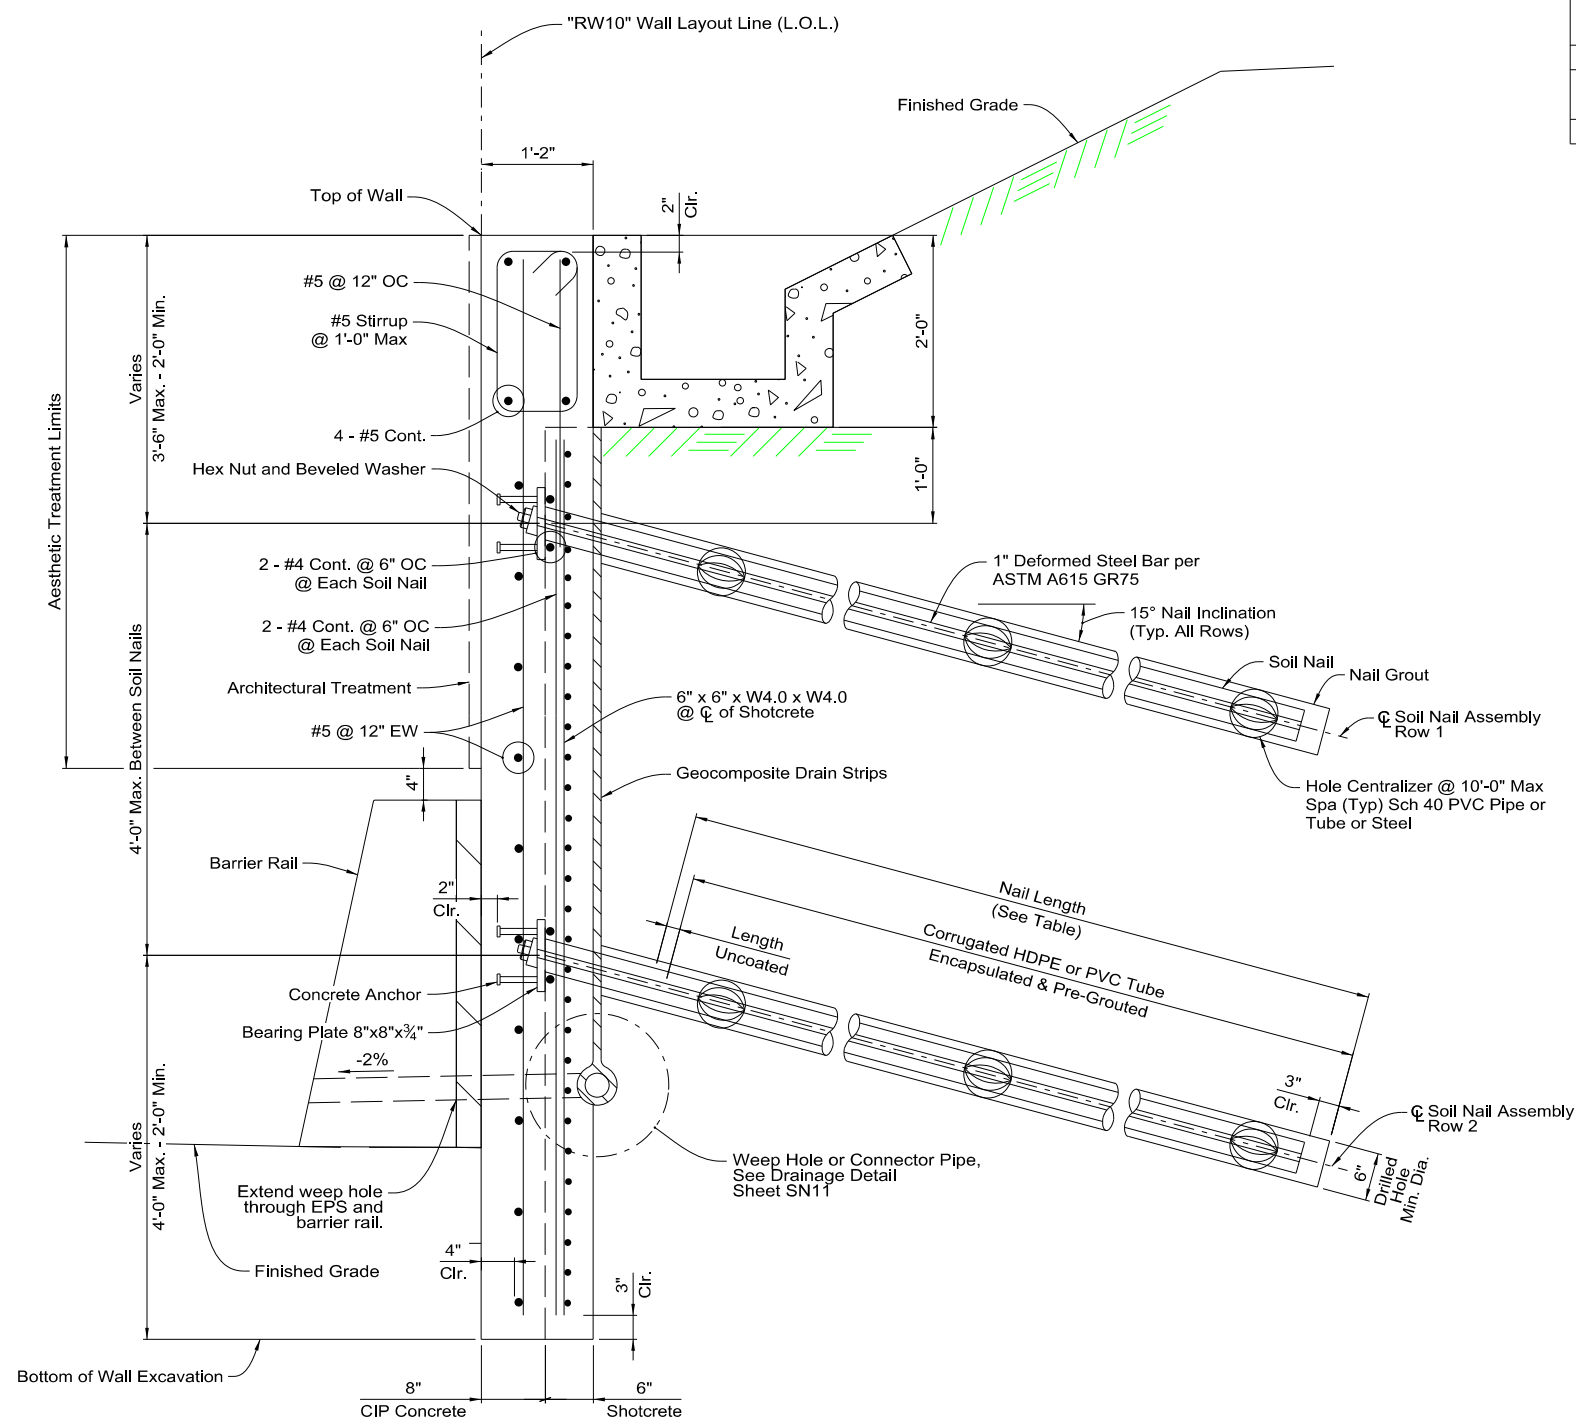 "RW10" Wall Layout Line (L.O.L.)
Finished Grade
1'-2"
Top of Wall
2"
Clr.
#5 @ 12" OC
#5 Stirrup
@ 1'-0" Max
Varies
3'-6" Max. - 2'-0" Min.
2'-0"
Aesthetic Treatment Limits
4 - #5 Cont.
Hex Nut and Beveled Washer
1'-0"
2 - #4 Cont. @ 6" OC
@ Each Soil Nail
1" Deformed Steel Bar per
ASTM A615 GR75
15° Nail Inclination
(Typ. All Rows)
2 - #4 Cont. @ 6" OC
@ Each Soil Nail
Soil Nail
Nail Grout
Architectural Treatment
6" x 6" x W4.0 x W4.0
@ ℄ of Shotcrete
℄ Soil Nail Assembly
Row 1
#5 @ 12" EW
4'-0" Max. Between Soil Nails
4"
Geocomposite Drain Strips
Hole Centralizer @ 10'-0" Max
Spa (Typ) Sch 40 PVC Pipe or
Tube or Steel
Barrier Rail
2"
Clr.
Nail Length
(See Table)
Length
Uncoated
Corrugated HDPE or PVC Tube
Encapsulated & Pre-Grouted
Concrete Anchor
Bearing Plate 8"x8"x¾"
-2%
3"
Clr.
℄ Soil Nail Assembly
Row 2
Varies
4'-0" Max. - 2'-0" Min.
Weep Hole or Connector Pipe,
See Drainage Detail
Sheet SN11
6"
Drilled
Hole
Min. Dia.
Extend weep hole
through EPS and
barrier rail.
4"
Clr.
Finished Grade
3"
Clr.
Bottom of Wall Excavation
8"
CIP Concrete
6"
Shotcrete